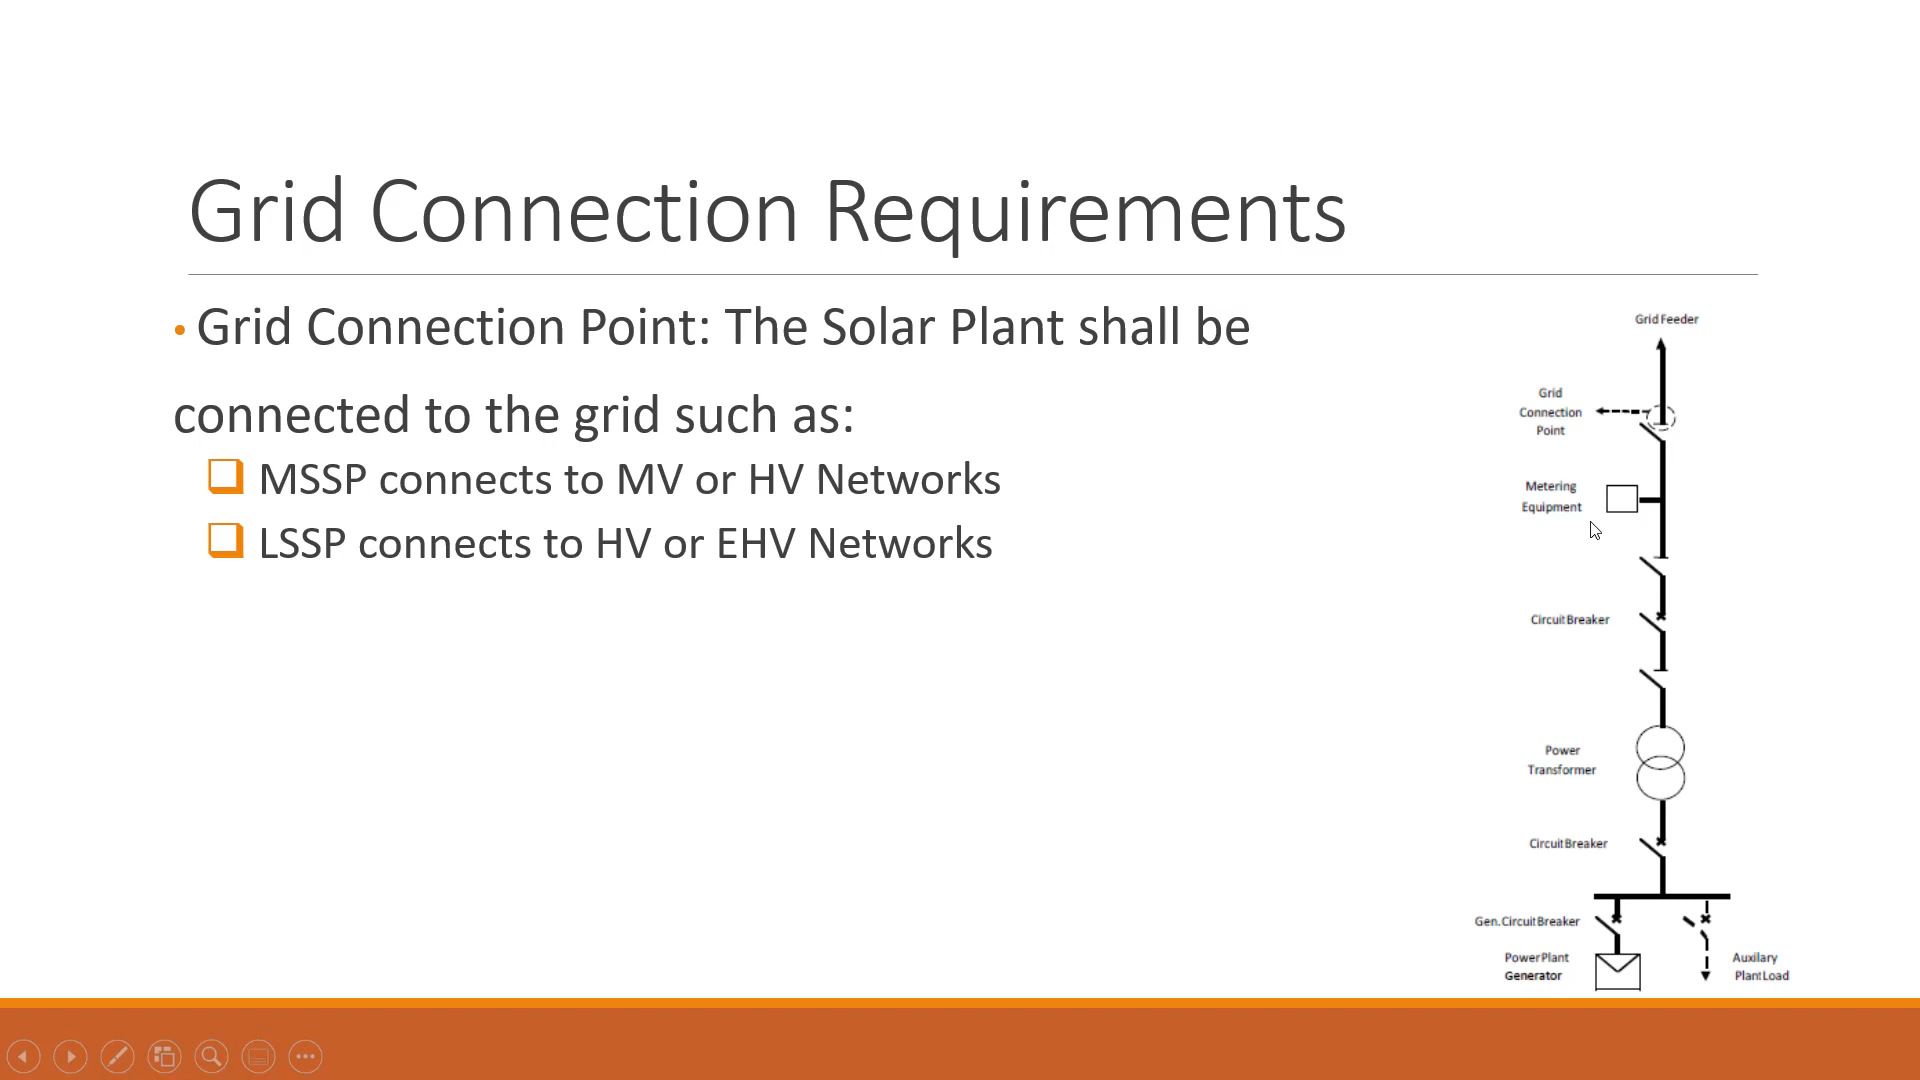 Grid Connection Requirements
• Grid Connection Point: The Solar Plant shall be
connected to the grid such as:
❑ MSSP connects to MV or HV Networks
❑ LSSP connects to HV or EHV Networks
Grid Feeder
Grid
Connection
Point
Metering
Equipment
Circuit Breaker
Power
Transformer
Circuit Breaker
Gen. Circuit Breaker
Power Plant
Generator
Auxilary
Plant Load